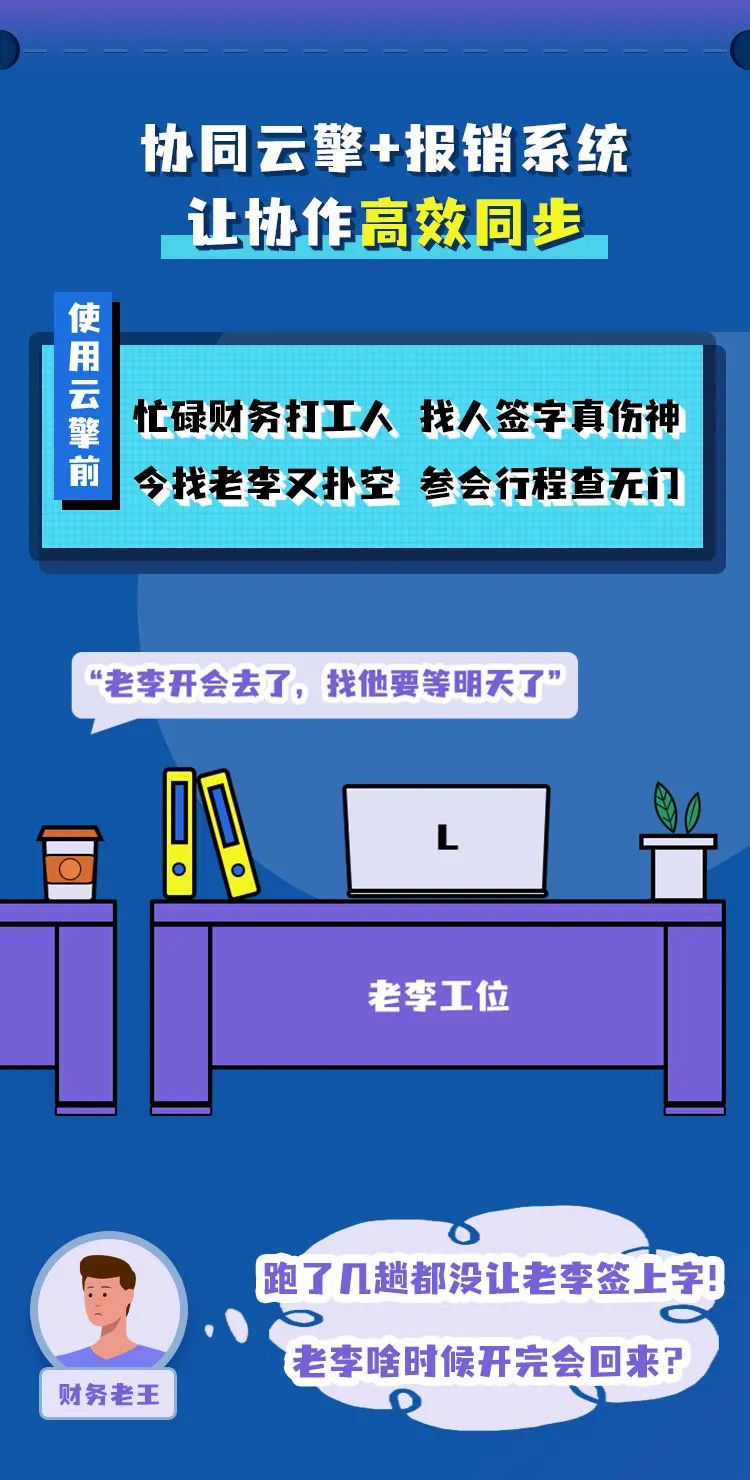 协同云擎+报销系统
让协作高效同步
使用云擎前
忙碌财务打工人 找人签字真伤神
今找老李又扑空 参会行程查无门
“老李开会去了，找他要等明天了”
L
老李工位
跑了几趟都没让老李签上字！
老李啥时候开完会回来？
财务老王